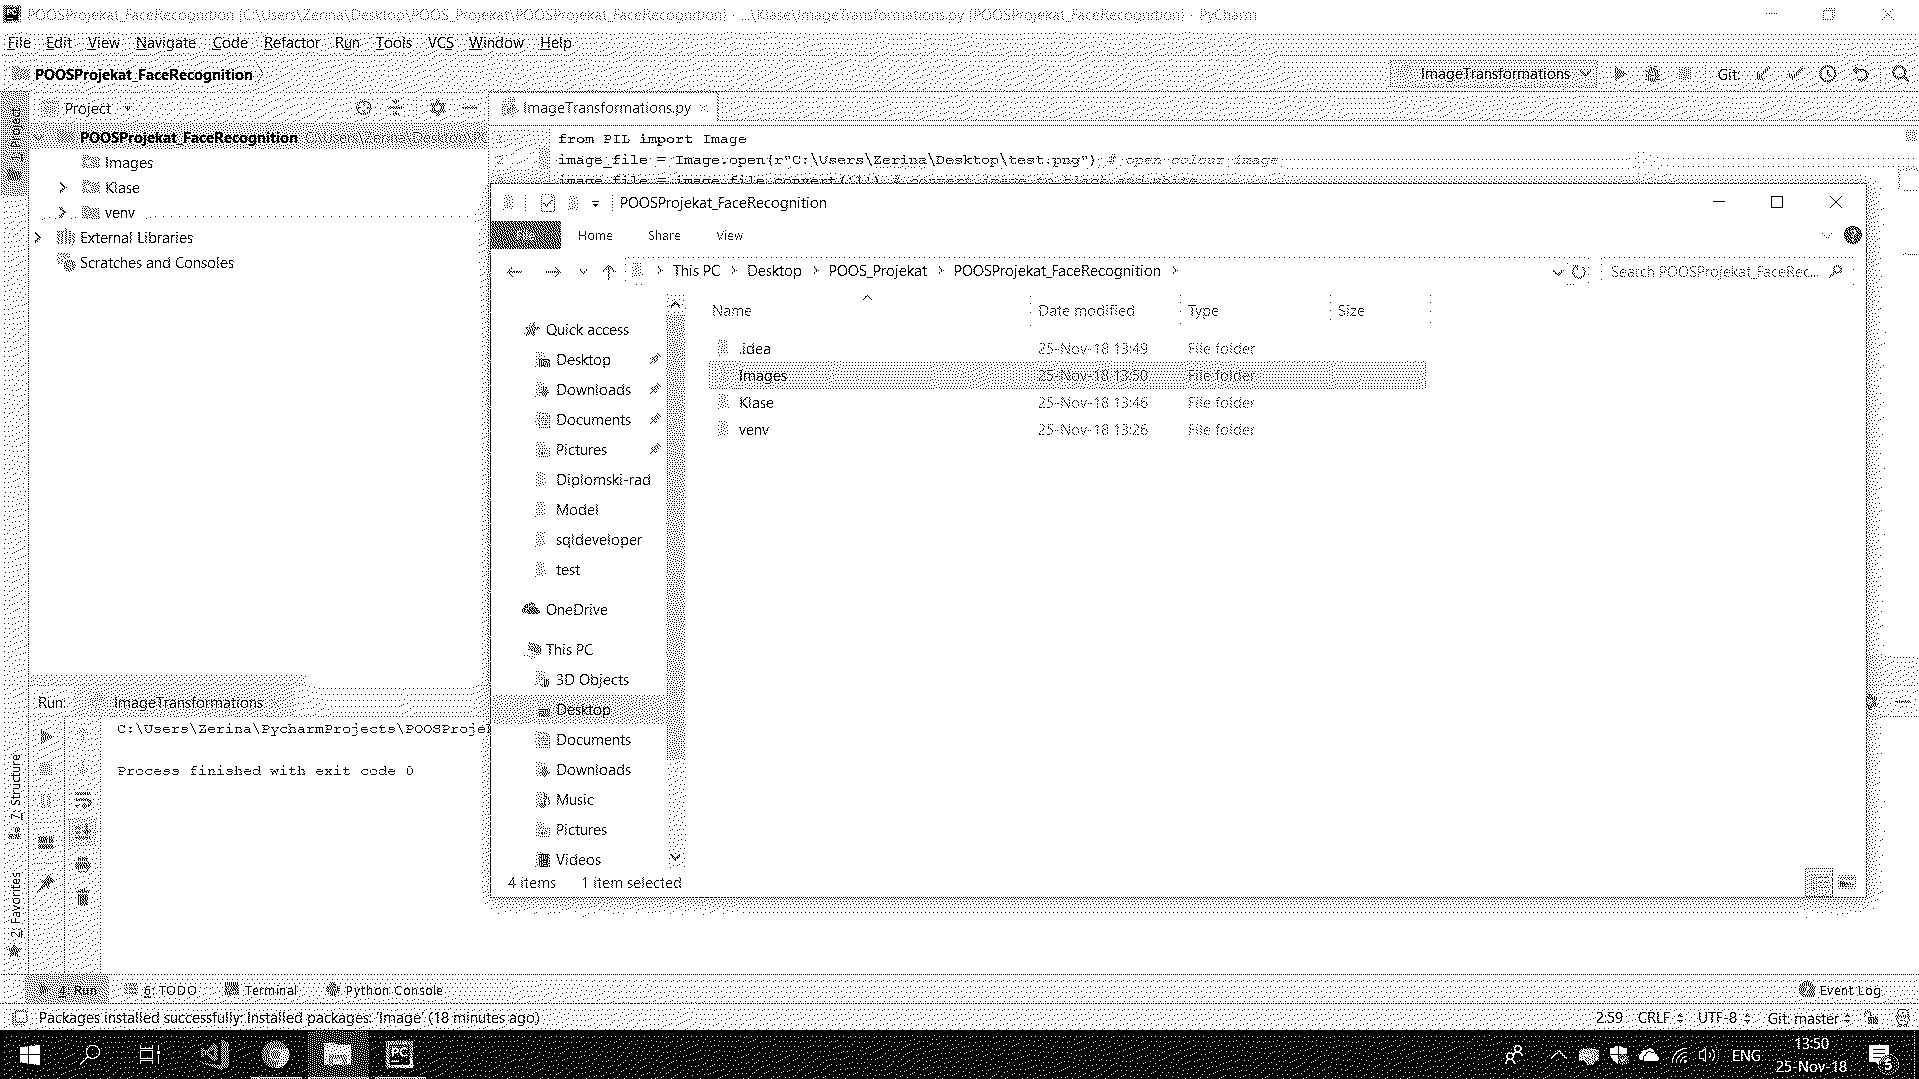 POOSProjekat_FaceRecognition [C:\Users\Zerina\Desktop\POOS_Projekat\POOSProjekat_FaceRecognition] - ...\Klase\ImageTransformations.py [POOSProjekat_FaceRecognition] - PyCharm
File Edit View Navigate Code Refactor Run Tools VCS Window Help
POOSProjekat_FaceRecognition
ImageTransformations
Git:
Project
ImageTransformations.py
1: Project
POOSProjekat_FaceRecognition C:\Users\Zerina\Desktop
Images
Klase
venv
External Libraries
Scratches and Consoles
from PIL import Image
2 image_file = Image.open(r"C:\Users\Zerina\Desktop\test.png") # open colour image
image_file = image_file.convert('1') # convert image to black and white
POOSProjekat_FaceRecognition
File Home Share View
This PC Desktop POOS_Projekat POOSProjekat_FaceRecognition
Search POOSProjekat_FaceRec...
Name Date modified Type Size
.idea 25-Nov-18 13:49 File folder
Images 25-Nov-18 13:50 File folder
Klase 25-Nov-18 13:46 File folder
venv 25-Nov-18 13:26 File folder
Quick access
Desktop
Downloads
Documents
Pictures
Diplomski-rad
Model
sqldeveloper
test
OneDrive
This PC
3D Objects
Desktop
Documents
Downloads
Music
Pictures
Videos
4 items 1 item selected
Run: ImageTransformations
C:\Users\Zerina\PycharmProjects\POOSProje
Process finished with exit code 0
7: Structure
2: Favorites
4: Run 6: TODO Terminal Python Console
Event Log
Packages installed successfully: Installed packages: 'Image' (18 minutes ago)
2:59 CRLF UTF-8 Git: master
PC
ENG
13:50
25-Nov-18
5